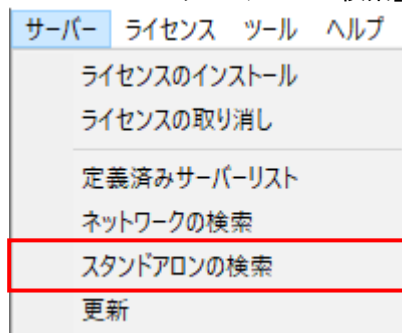 サーバー ライセンス ツール ヘルプ
ライセンスのインストール
ライセンスの取り消し
定義済みサーバーリスト
ネットワークの検索
スタンドアロンの検索
更新